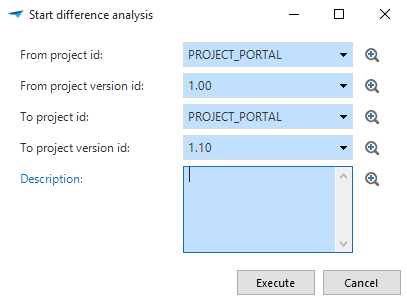 Start difference analysis
From project id: PROJECT_PORTAL
From project version id: 1.00
To project id: PROJECT_PORTAL
To project version id: 1.10
Description:
Execute Cancel